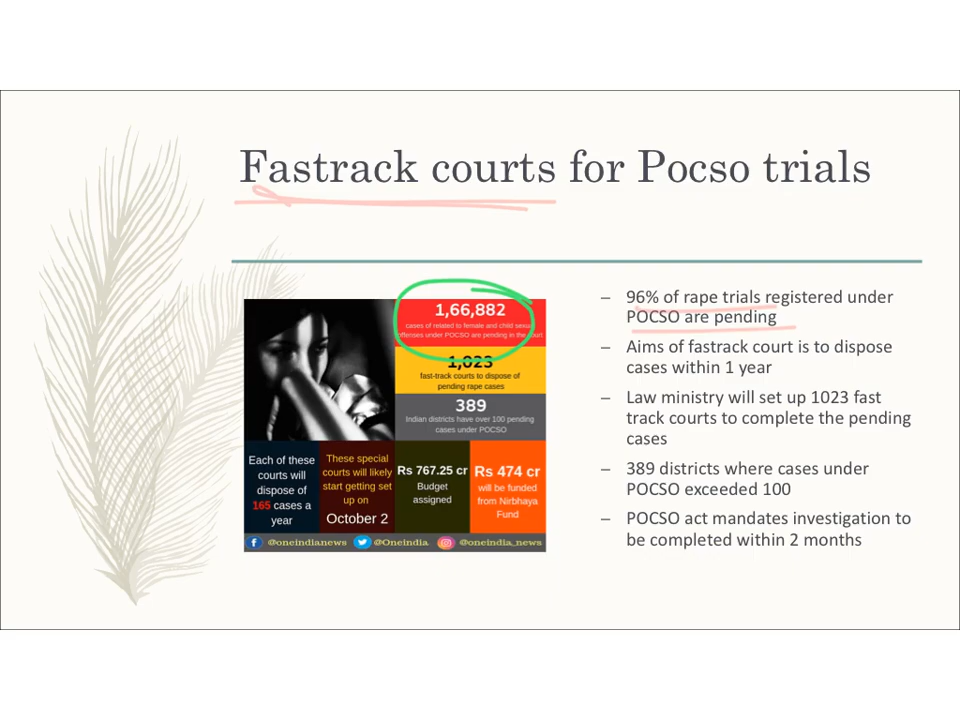 Fastrack courts for Pocso trials
1,66,882
cases of related to female and child sexual
offenses under POCSO are pending in the court
1,023
fast-track courts to dispose of
pending rape cases
389
Indian districts have over 100 pending
cases under POCSO
Each of these
courts will
dispose of
165 cases a
year
These special
courts will likely
start getting set
up on
October 2
Rs 767.25 cr
Budget
assigned
Rs 474 cr
will be funded
from Nirbhaya
Fund
@oneindianews @Oneindia @oneindia_news
– 96% of rape trials registered under
POCSO are pending
– Aims of fastrack court is to dispose
cases within 1 year
– Law ministry will set up 1023 fast
track courts to complete the pending
cases
– 389 districts where cases under
POCSO exceeded 100
– POCSO act mandates investigation to
be completed within 2 months